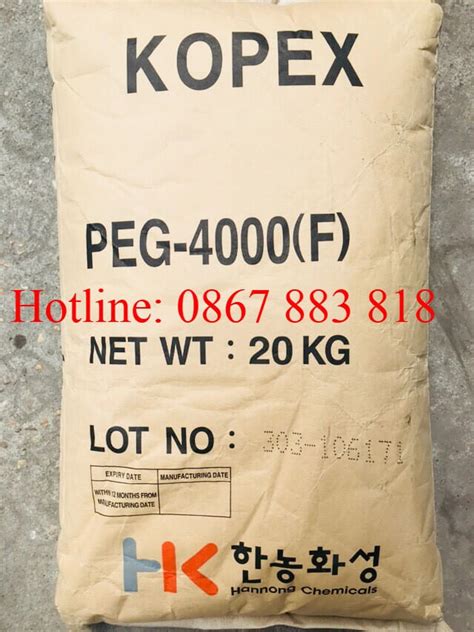 KOPEX
PEG-4000(F)
Hotline: 0867 883 818
NET WT : 20 KG
LOT NO : 303-106171
EXPIRY DATE MANUFACTURING DATE
WITHIN 12 MONTHS FROM
MANUFACTURING DATE
HK 한농화성
Hannong Chemicals